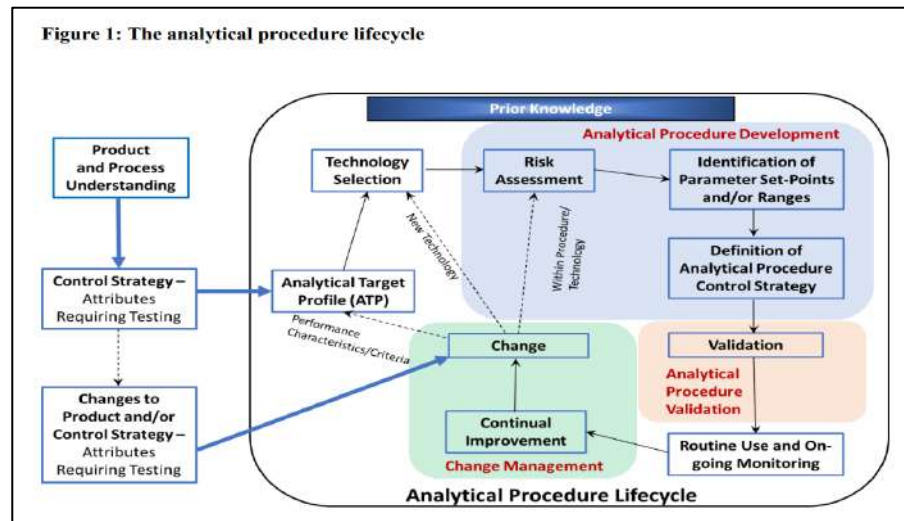 Figure 1: The analytical procedure lifecycle
Prior Knowledge
Analytical Procedure Development
Product
and Process
Understanding
Technology
Selection
Risk
Assessment
Identification of
Parameter Set-Points
and/or Ranges
New Technology
Within Procedure/
Technology
Control Strategy –
Attributes
Requiring Testing
Analytical Target
Profile (ATP)
Definition of
Analytical Procedure
Control Strategy
Performance
Characteristics/Criteria
Change
Validation
Analytical
Procedure
Validation
Changes to
Product and/or
Control Strategy –
Attributes
Requiring Testing
Continual
Improvement
Change Management
Routine Use and On-
going Monitoring
Analytical Procedure Lifecycle